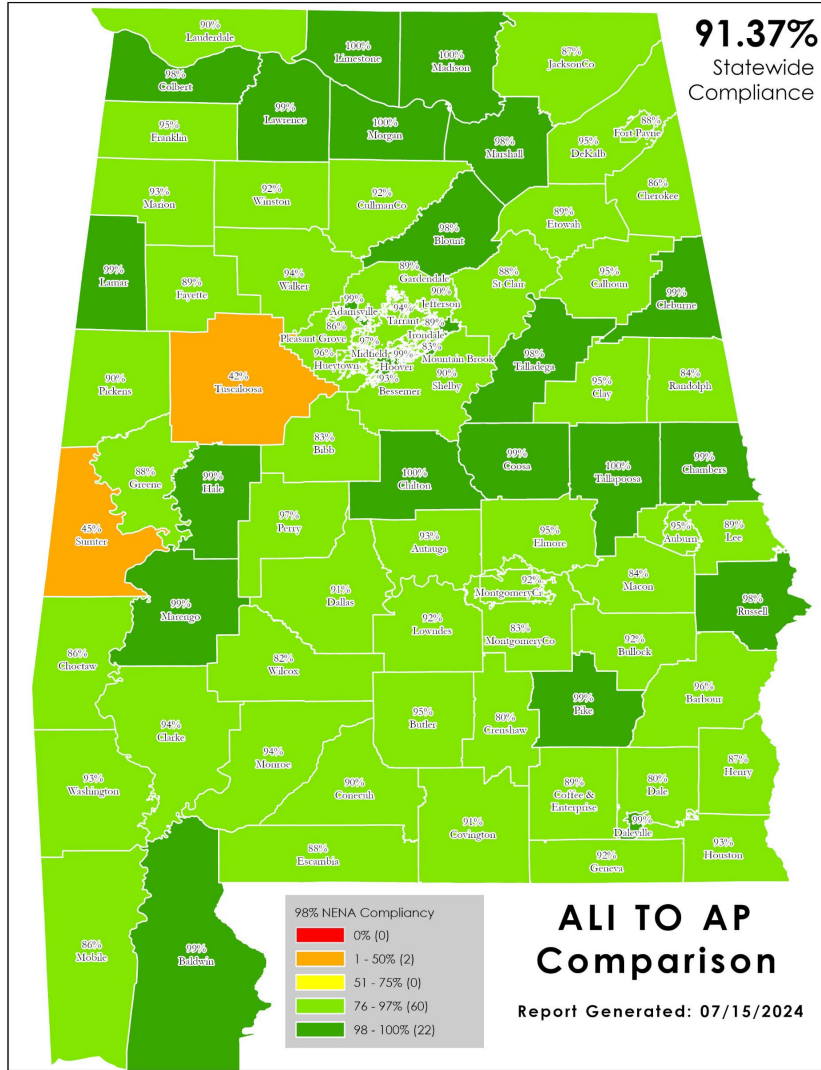 91.37%
Statewide
Compliance
90%
Lauderdale
100%
Limestone
100%
Madison
87%
JacksonCo
98%
Colbert
99%
Lawrence
100%
Morgan
98%
Marshall
95%
DeKalb
88%
Fort Payne
95%
Franklin
86%
Cherokee
93%
Marion
92%
Winston
92%
CullmanCo
98%
Blount
89%
Etowah
99%
Lamar
89%
Fayette
94%
Walker
89%
Gardendale
88%
St Clair
95%
Calhoun
99%
Cleburne
99%
Adamsville
94%
Tarrant
90%
Jefferson
89%
Irondale
86%
Pleasant Grove
97%
Midfield
83%
Mountain Brook
96%
Hueytown
99%
Hoover
93%
Bessemer
90%
Shelby
98%
Talladega
95%
Clay
84%
Randolph
90%
Pickens
42%
Tuscaloosa
83%
Bibb
88%
Greene
99%
Hale
100%
Chilton
99%
Coosa
100%
Tallapoosa
99%
Chambers
45%
Sumter
97%
Perry
93%
Autauga
95%
Elmore
95%
Auburn
89%
Lee
99%
Marengo
91%
Dallas
92%
MontgomeryCi
84%
Macon
98%
Russell
86%
Choctaw
92%
Lowndes
83%
MontgomeryCo
92%
Bullock
82%
Wilcox
94%
Clarke
95%
Butler
80%
Crenshaw
99%
Pike
96%
Barbour
94%
Monroe
93%
Washington
90%
Conecuh
91%
Covington
89%
Coffee &
Enterprise
80%
Dale
87%
Henry
99%
Daleville
93%
Houston
88%
Escambia
92%
Geneva
86%
Mobile
99%
Baldwin
98% NENA Compliancy
0% (0)
1 - 50% (2)
51 - 75% (0)
76 - 97% (60)
98 - 100% (22)
ALI TO AP
Comparison
Report Generated: 07/15/2024